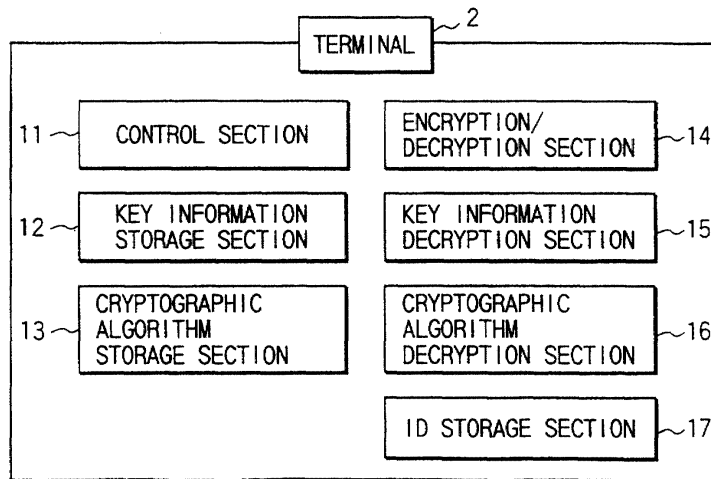 TERMINAL
2
11
CONTROL SECTION
ENCRYPTION/
DECRYPTION SECTION
14
12
KEY INFORMATION
STORAGE SECTION
KEY INFORMATION
DECRYPTION SECTION
15
13
CRYPTOGRAPHIC
ALGORITHM
STORAGE SECTION
CRYPTOGRAPHIC
ALGORITHM
DECRYPTION SECTION
16
ID STORAGE SECTION
17